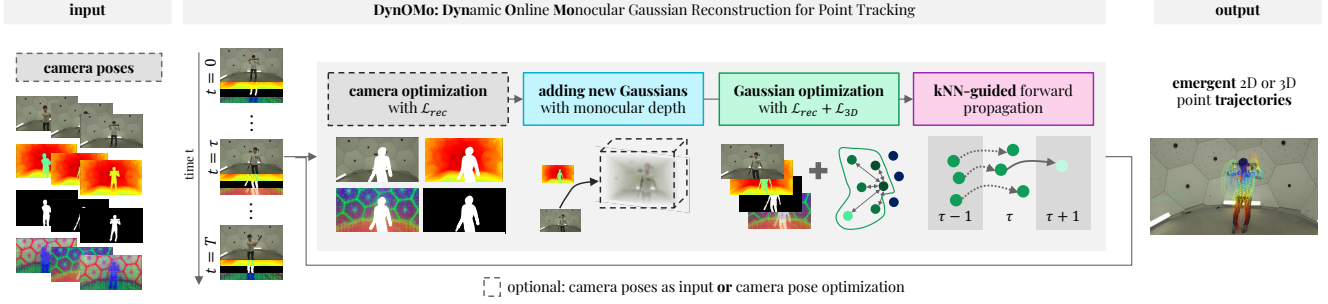 input
DynOMo: Dynamic Online Monocular Gaussian Reconstruction for Point Tracking
output
camera poses
time t
t = 0
t = τ
t = T
camera optimization
with ℒrec
adding new Gaussians
with monocular depth
Gaussian optimization
with ℒrec + ℒ3D
kNN-guided forward
propagation
τ − 1
τ
τ + 1
emergent 2D or 3D
point trajectories
optional: camera poses as input or camera pose optimization